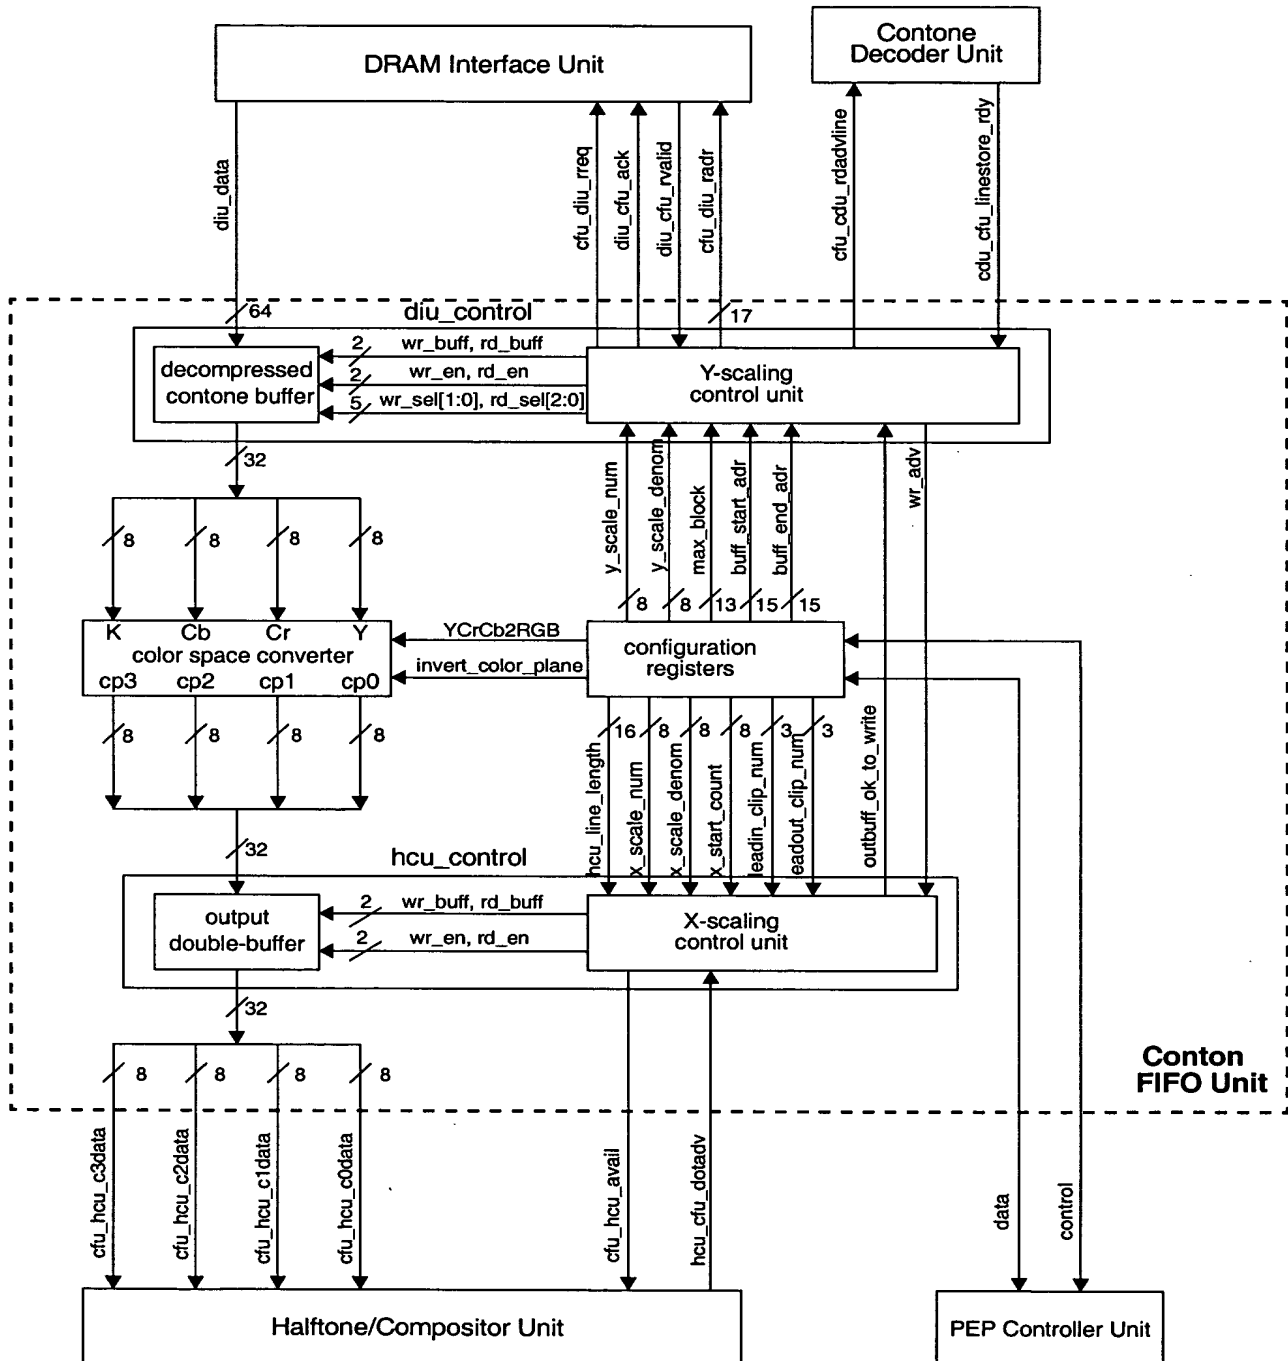 DRAM Interface Unit
Contone
Decoder Unit
diu_data
cfu_diu_rreq
diu_cfu_ack
diu_cfu_rvalid
cfu_diu_radr
cfu_cdu_rdadvline
cdu_cfu_linestore_rdy
64
diu_control
17
decompressed
contone buffer
2
wr_buff, rd_buff
2
wr_en, rd_en
5
wr_sel[1:0], rd_sel[2:0]
Y-scaling
control unit
32
8
8
8
8
y_scale_num
y_scale_denom
max_block
buff_start_adr
buff_end_adr
wr_adv
8
8
13
15
15
K
Cb
Cr
Y
color space converter
cp3
cp2
cp1
cp0
YCrCb2RGB
invert_color_plane
configuration
registers
8
8
8
8
16
8
8
8
3
3
hcu_line_length
x_scale_num
x_scale_denom
x_start_count
leadin_clip_num
leadout_clip_num
outbuff_ok_to_write
32
hcu_control
output
double-buffer
2
wr_buff, rd_buff
2
wr_en, rd_en
X-scaling
control unit
32
8
8
8
8
Conton
FIFO Unit
cfu_hcu_c3data
cfu_hcu_c2data
cfu_hcu_c1data
cfu_hcu_c0data
cfu_hcu_avail
hcu_cfu_dotadv
data
control
Halftone/Compositor Unit
PEP Controller Unit